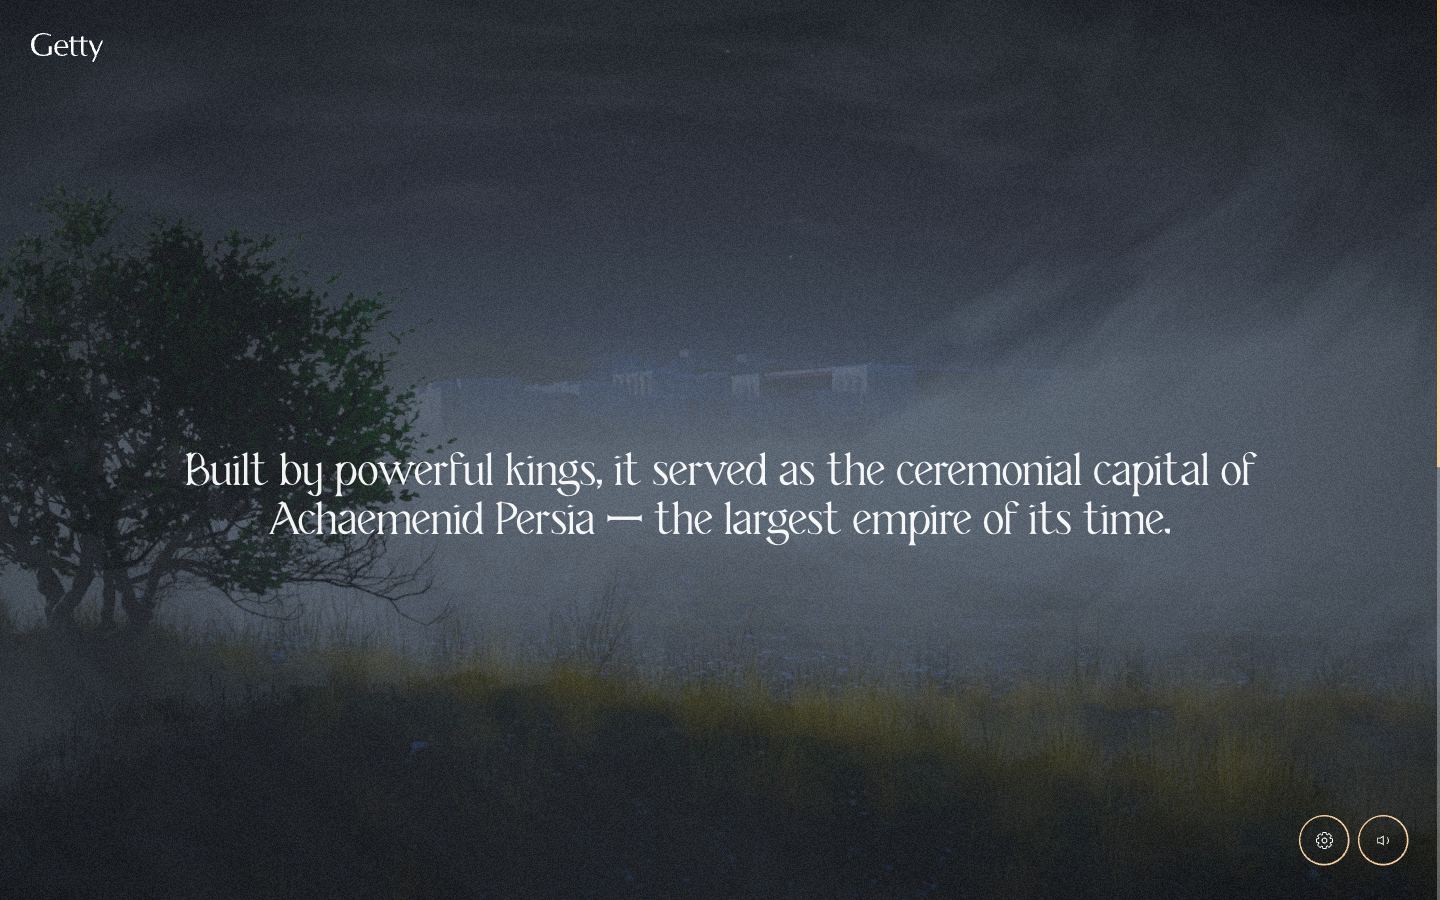 Getty
Built by powerful kings, it served as the ceremonial capital of
Achaemenid Persia — the largest empire of its time.